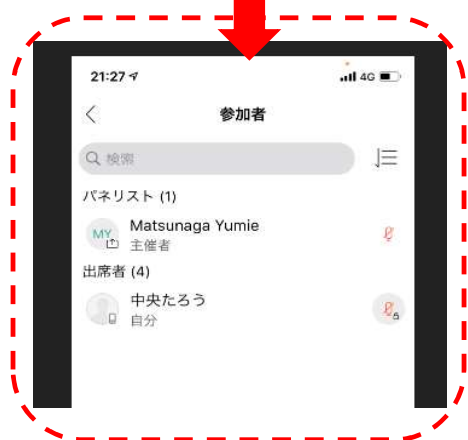 21:27
4G
参加者
検索
パネリスト (1)
MY
Matsunaga Yumie
主催者
出席者 (4)
中央たろう
自分